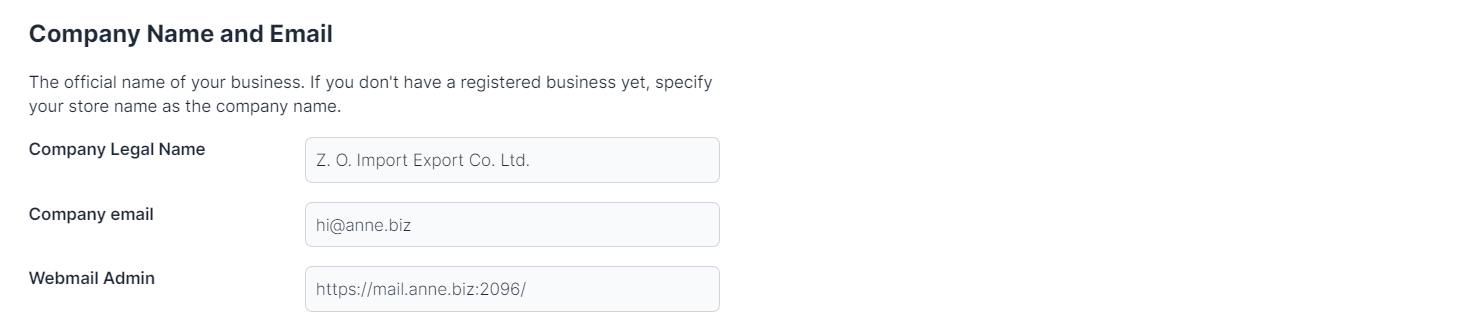 Company Name and Email
The official name of your business. If you don't have a registered business yet, specify
your store name as the company name.
Company Legal Name
Z. O. Import Export Co. Ltd.
Company email
hi@anne.biz
Webmail Admin
https://mail.anne.biz:2096/